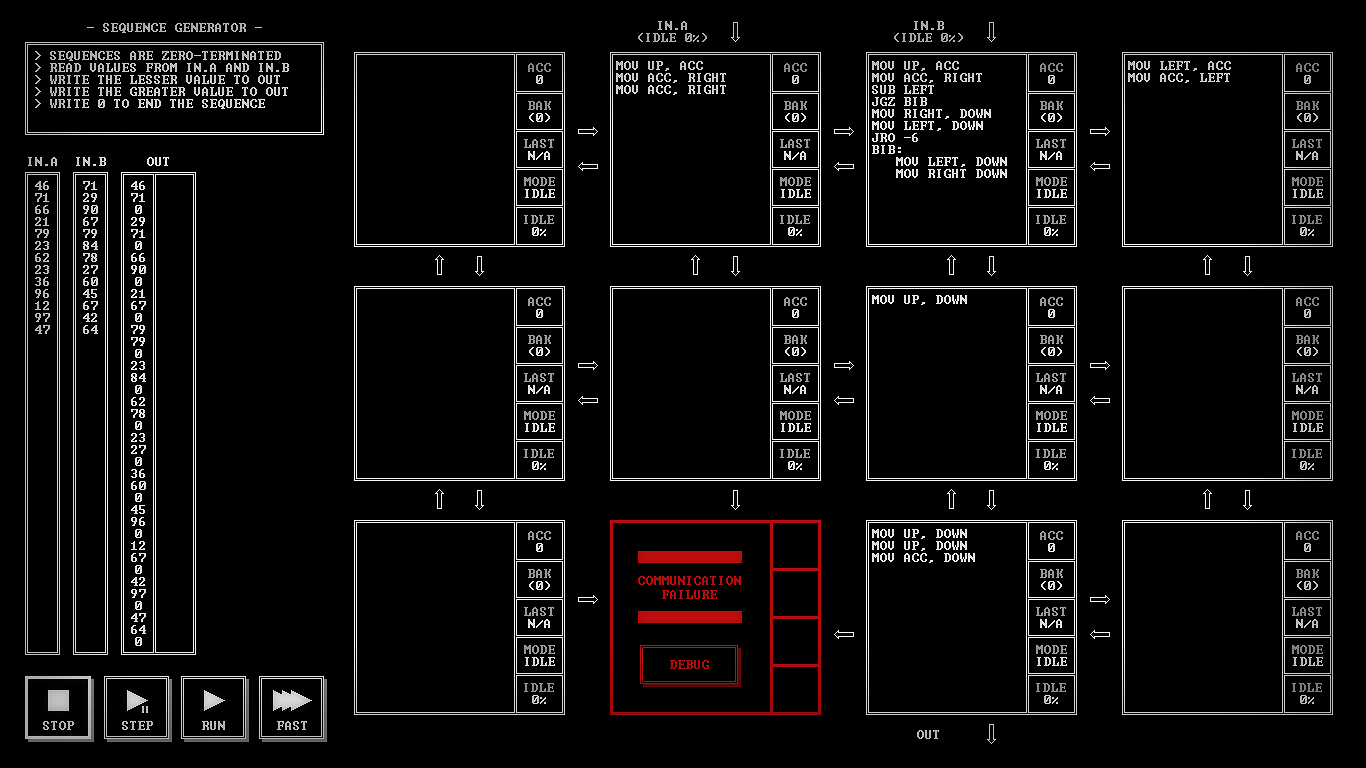 - SEQUENCE GENERATOR -
> SEQUENCES ARE ZERO-TERMINATED
> READ VALUES FROM IN.A AND IN.B
> WRITE THE LESSER VALUE TO OUT
> WRITE THE GREATER VALUE TO OUT
> WRITE 0 TO END THE SEQUENCE
IN.A IN.B OUT
46 71 46
71 29 71
66 90 0
21 67 29
79 79 71
23 84 0
62 78 66
23 27 90
36 60 0
96 45 21
12 67 67
97 42 0
47 64 79
79
0
23
84
0
62
78
0
23
27
0
36
60
0
45
96
0
12
67
0
42
97
0
47
64
0
STOP
STEP
RUN
FAST
IN.A
(IDLE 0%)
IN.B
(IDLE 0%)
ACC
0
BAK
(0)
LAST
N/A
MODE
IDLE
IDLE
0%
MOV UP, ACC
MOV ACC, RIGHT
MOV ACC, RIGHT
ACC
0
BAK
(0)
LAST
N/A
MODE
IDLE
IDLE
0%
MOV UP, ACC
MOV ACC, RIGHT
SUB LEFT
JGZ BIB
MOV RIGHT, DOWN
MOV LEFT, DOWN
JRO -6
BIB:
MOV LEFT, DOWN
MOV RIGHT DOWN
ACC
0
BAK
(0)
LAST
N/A
MODE
IDLE
IDLE
0%
MOV LEFT, ACC
MOV ACC, LEFT
ACC
0
BAK
(0)
LAST
N/A
MODE
IDLE
IDLE
0%
ACC
0
BAK
(0)
LAST
N/A
MODE
IDLE
IDLE
0%
ACC
0
BAK
(0)
LAST
N/A
MODE
IDLE
IDLE
0%
MOV UP, DOWN
ACC
0
BAK
(0)
LAST
N/A
MODE
IDLE
IDLE
0%
ACC
0
BAK
(0)
LAST
N/A
MODE
IDLE
IDLE
0%
ACC
0
BAK
(0)
LAST
N/A
MODE
IDLE
IDLE
0%
COMMUNICATION
FAILURE
DEBUG
MOV UP, DOWN
MOV UP, DOWN
MOV ACC, DOWN
ACC
0
BAK
(0)
LAST
N/A
MODE
IDLE
IDLE
0%
ACC
0
BAK
(0)
LAST
N/A
MODE
IDLE
IDLE
0%
OUT